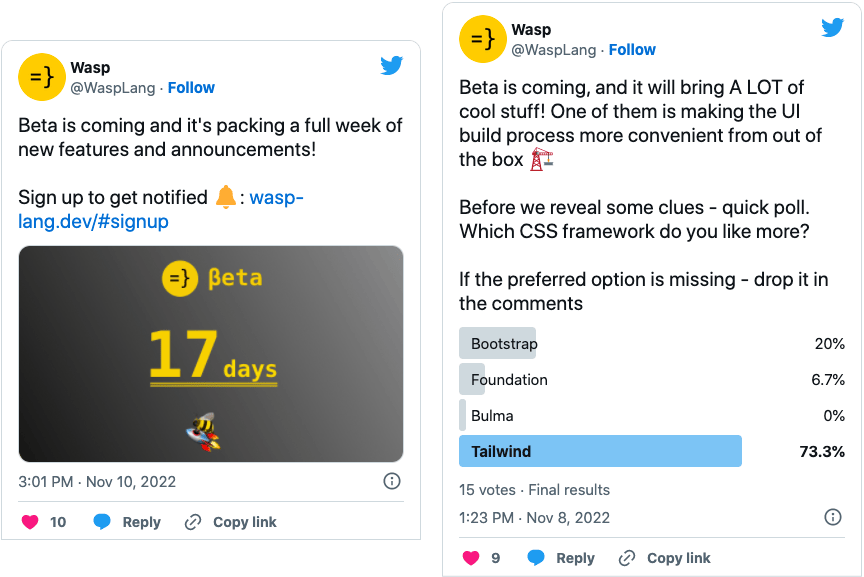 Wasp
@WaspLang · Follow
Beta is coming and it's packing a full week of
new features and announcements!
Sign up to get notified 🔔: wasp-
lang.dev/#signup
=} βeta
17 days
3:01 PM · Nov 10, 2022
10 Reply Copy link
Wasp
@WaspLang · Follow
Beta is coming, and it will bring A LOT of
cool stuff! One of them is making the UI
build process more convenient from out of
the box 🏗️
Before we reveal some clues - quick poll.
Which CSS framework do you like more?
If the preferred option is missing - drop it in
the comments
Bootstrap 20%
Foundation 6.7%
Bulma 0%
Tailwind 73.3%
15 votes · Final results
1:23 PM · Nov 8, 2022
9 Reply Copy link